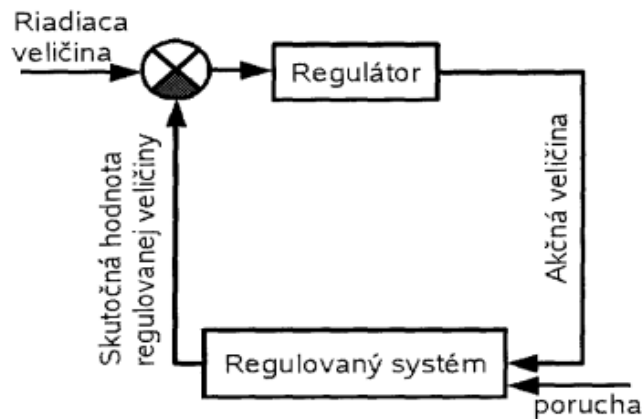 Riadiaca
veličina
Regulátor
Skutočná hodnota
regulovanej veličiny
Akčná veličina
Regulovaný systém
porucha